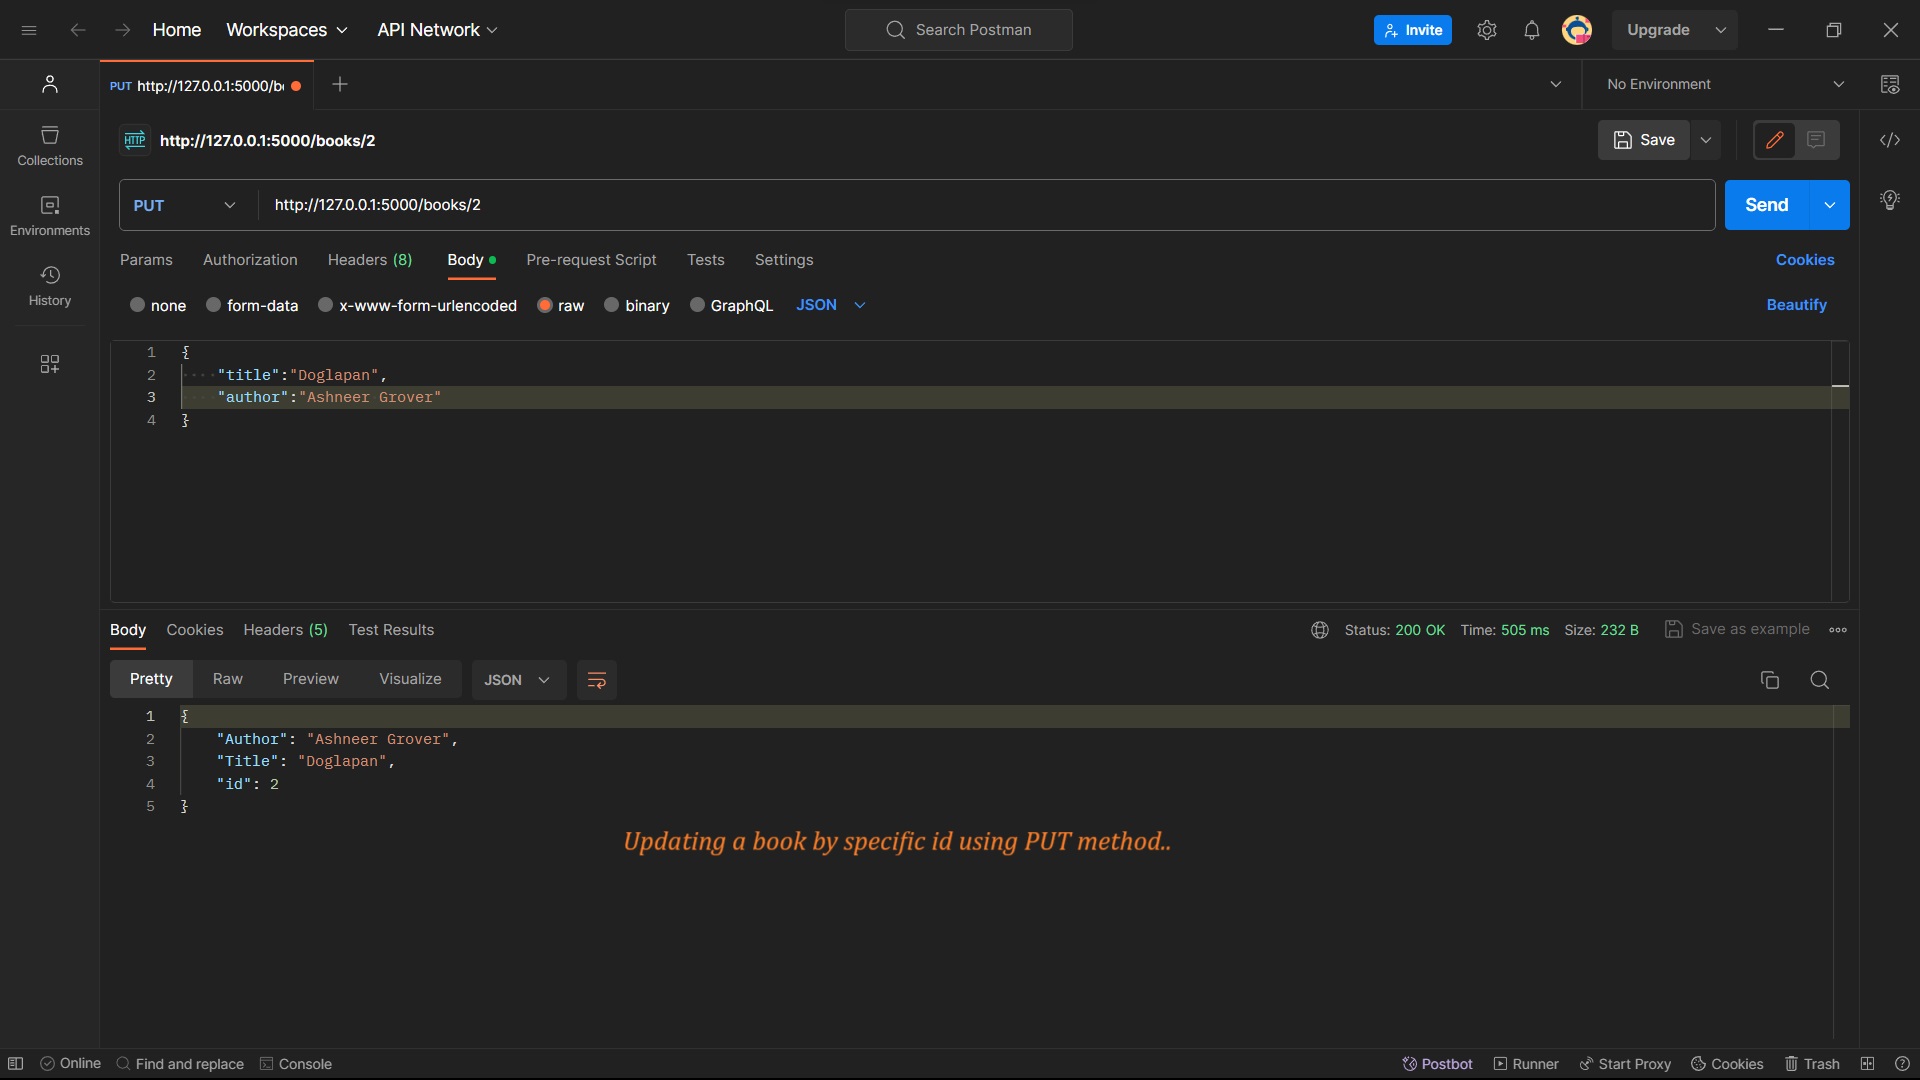 Home Workspaces API Network Search Postman Invite Upgrade
PUT http://127.0.0.1:5000/b No Environment
HTTP http://127.0.0.1:5000/books/2 Save
Collections
PUT http://127.0.0.1:5000/books/2 Send
Environments
Params Authorization Headers (8) Body Pre-request Script Tests Settings Cookies
History
none form-data x-www-form-urlencoded raw binary GraphQL JSON Beautify
1 {
2 "title":"Doglapan",
3 "author":"Ashneer Grover"
4 }
Body Cookies Headers (5) Test Results Status: 200 OK Time: 505 ms Size: 232 B Save as example
Pretty Raw Preview Visualize JSON
1 {
2 "Author": "Ashneer Grover",
3 "Title": "Doglapan",
4 "id": 2
5 }
Updating a book by specific id using PUT method..
Online Find and replace Console Postbot Runner Start Proxy Cookies Trash